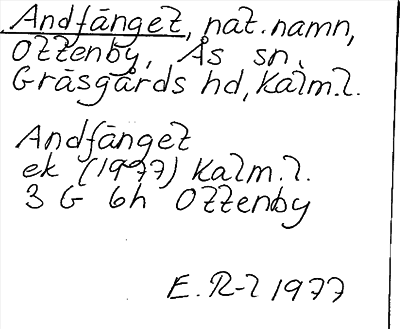 Andfänget, nat.namn,
Ottenby, Ås sn.
Gräsgårds hd, Kalm.l.
Andfänget
ek (1977) Kalm.l.
3 G 6h Ottenby
E. R-l 1977